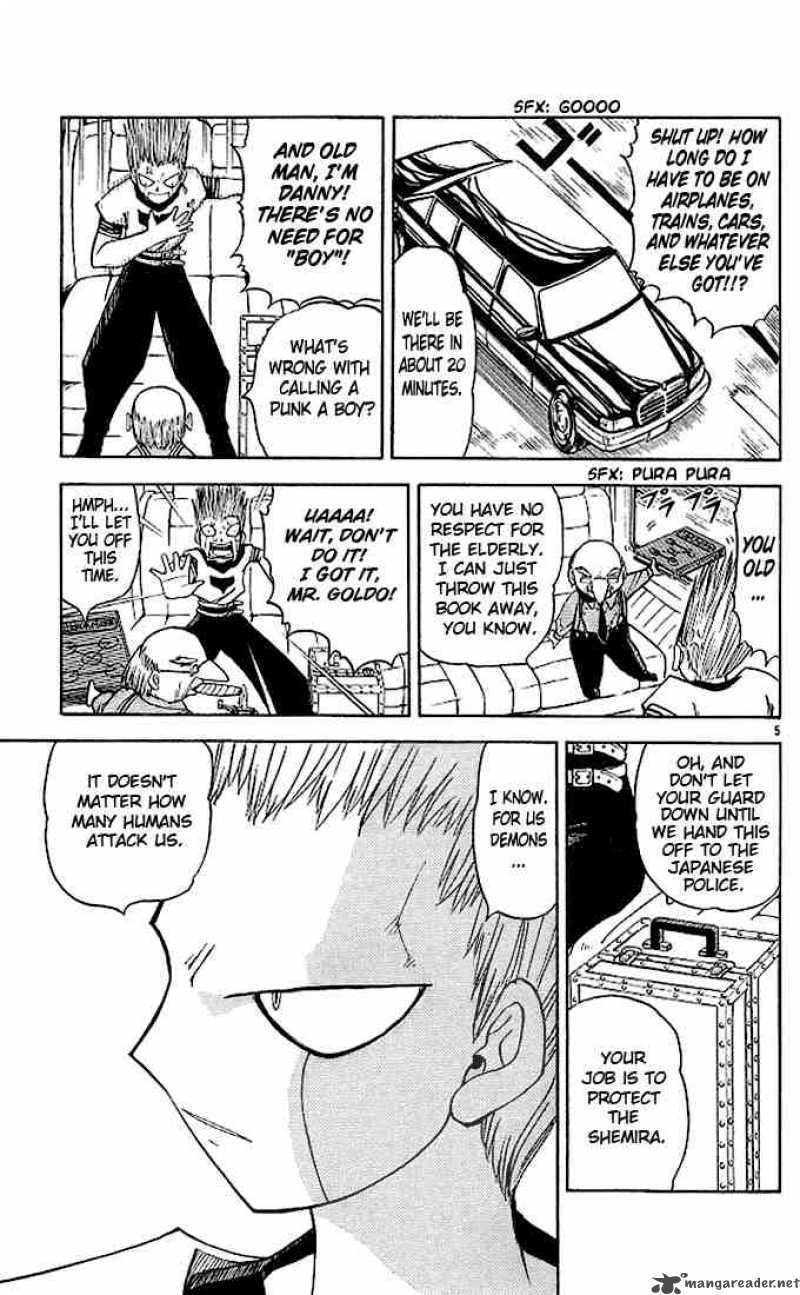 SFX: GOOOO
SHUT UP! HOW
LONG DO I
HAVE TO BE ON
AIRPLANES,
TRAINS, CARS,
AND WHATEVER
ELSE YOU'VE
GOT!!?
ゴー
WE'LL BE
THERE IN
ABOUT 20
MINUTES.
AND OLD
MAN, I'M
DANNY!
THERE'S NO
NEED FOR
"BOY"!
WHAT'S
WRONG WITH
CALLING A
PUNK A BOY?
SFX: PURA PURA
YOU
OLD
...
プラ
プラ
YOU HAVE NO
RESPECT FOR
THE ELDERLY.
I CAN JUST
THROW THIS
BOOK AWAY,
YOU KNOW.
UAAAA!
WAIT, DON'T
DO IT!
I GOT IT,
MR. GOLDO!
HMPH...
I'LL LET
YOU OFF
THIS
TIME.
5
OH, AND
DON'T LET
YOUR GUARD
DOWN UNTIL
WE HAND THIS
OFF TO THE
JAPANESE
POLICE.
YOUR
JOB IS TO
PROTECT
THE
SHEMIRA.
I KNOW.
FOR US
DEMONS
...
IT DOESN'T
MATTER HOW
MANY HUMANS
ATTACK US.
mangareader.net